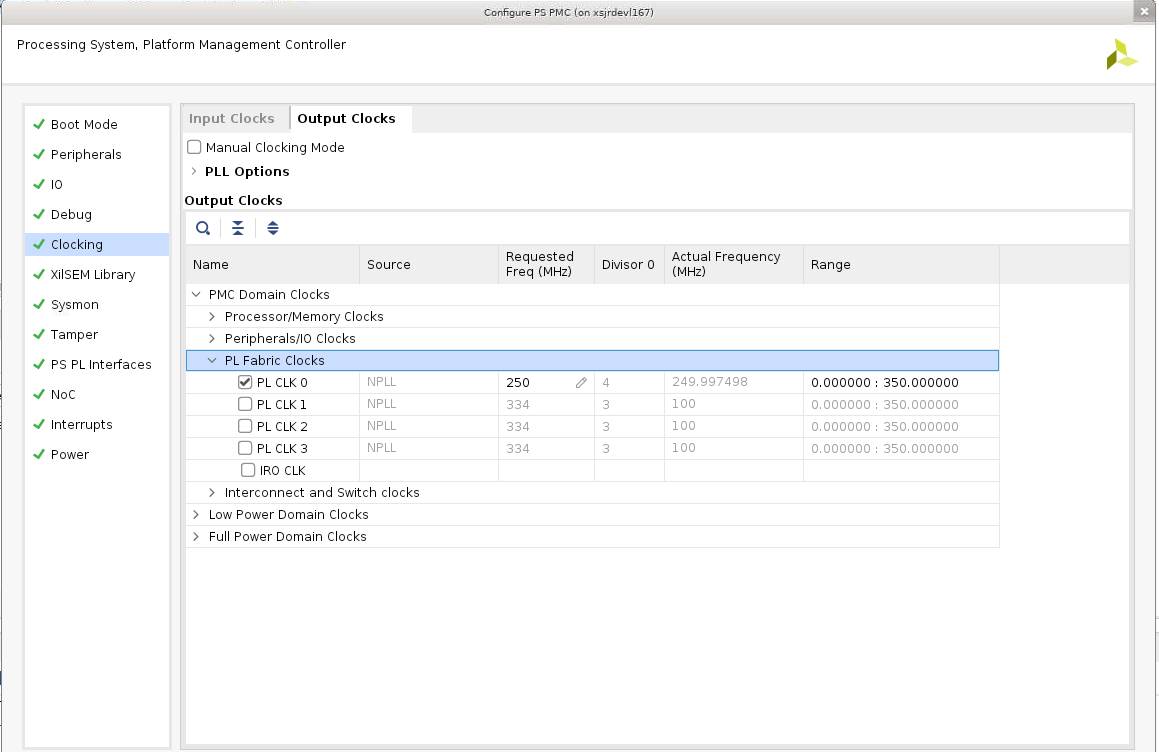 Configure PS PMC (on xsjrdevl167)
Processing System, Platform Management Controller
Boot Mode
Peripherals
IO
Debug
Clocking
XilSEM Library
Sysmon
Tamper
PS PL Interfaces
NoC
Interrupts
Power
Input Clocks Output Clocks
Manual Clocking Mode
PLL Options
Output Clocks
Name Source Requested Freq (MHz) Divisor 0 Actual Frequency (MHz) Range
PMC Domain Clocks
Processor/Memory Clocks
Peripherals/IO Clocks
PL Fabric Clocks
PL CLK 0 NPLL 250 4 249.997498 0.000000 : 350.000000
PL CLK 1 NPLL 334 3 100 0.000000 : 350.000000
PL CLK 2 NPLL 334 3 100 0.000000 : 350.000000
PL CLK 3 NPLL 334 3 100 0.000000 : 350.000000
IRO CLK
Interconnect and Switch clocks
Low Power Domain Clocks
Full Power Domain Clocks